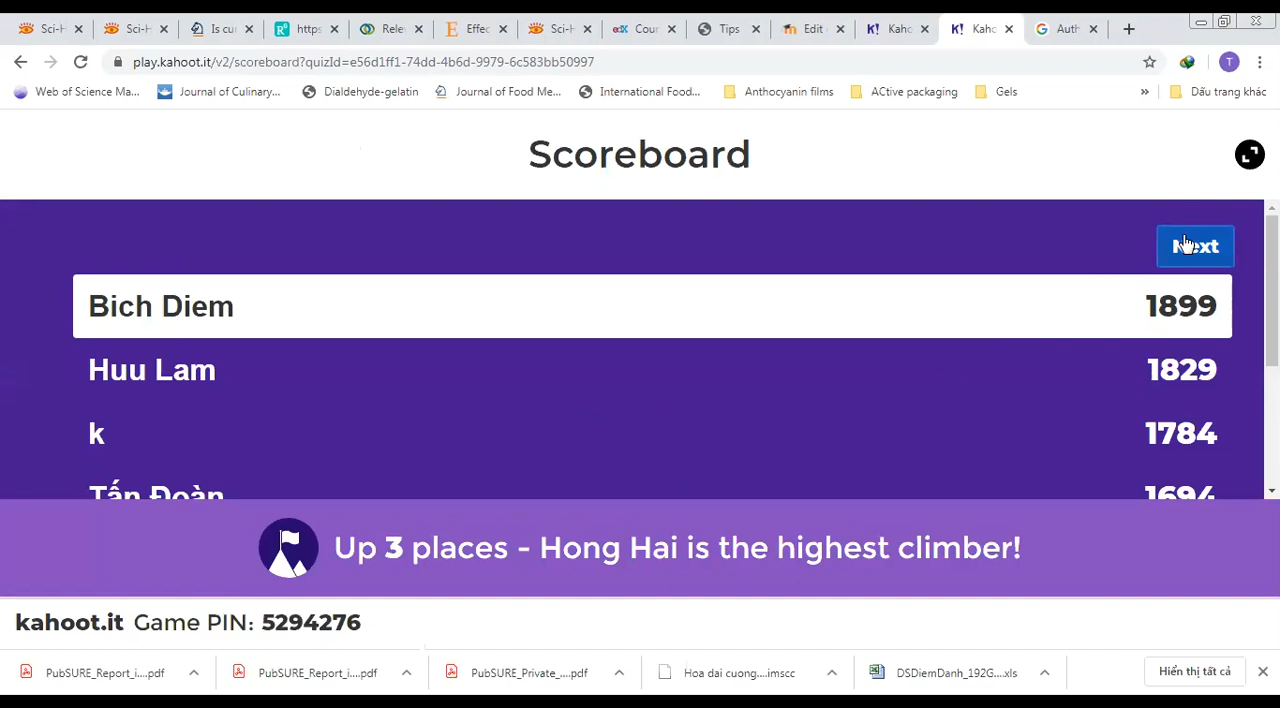 Sci-H
Sci-H
Is cu
https
Rele
Effec
Sci-H
Cour
Tips
Edit
Kaho
Kaho
Auth
play.kahoot.it/v2/scoreboard?quizId=e56d1ff1-74dd-4b6d-9979-6c383bb50997
T
Web of Science Ma...
Journal of Culinary...
Dialdehyde-gelatin
Journal of Food Me...
International Food...
Anthocyanin films
ACtive packaging
Gels
»
Dấu trang khác
Scoreboard
Next
Bich Diem 1899
Huu Lam 1829
k 1784
Tấn Đoàn 1694
Up 3 places - Hong Hai is the highest climber!
kahoot.it Game PIN: 5294276
PubSURE_Report_i....pdf
PubSURE_Report_i....pdf
PubSURE_Private_....pdf
Hoa dai cuong....imscc
DSDiemDanh_192G....xls
Hiển thị tất cả